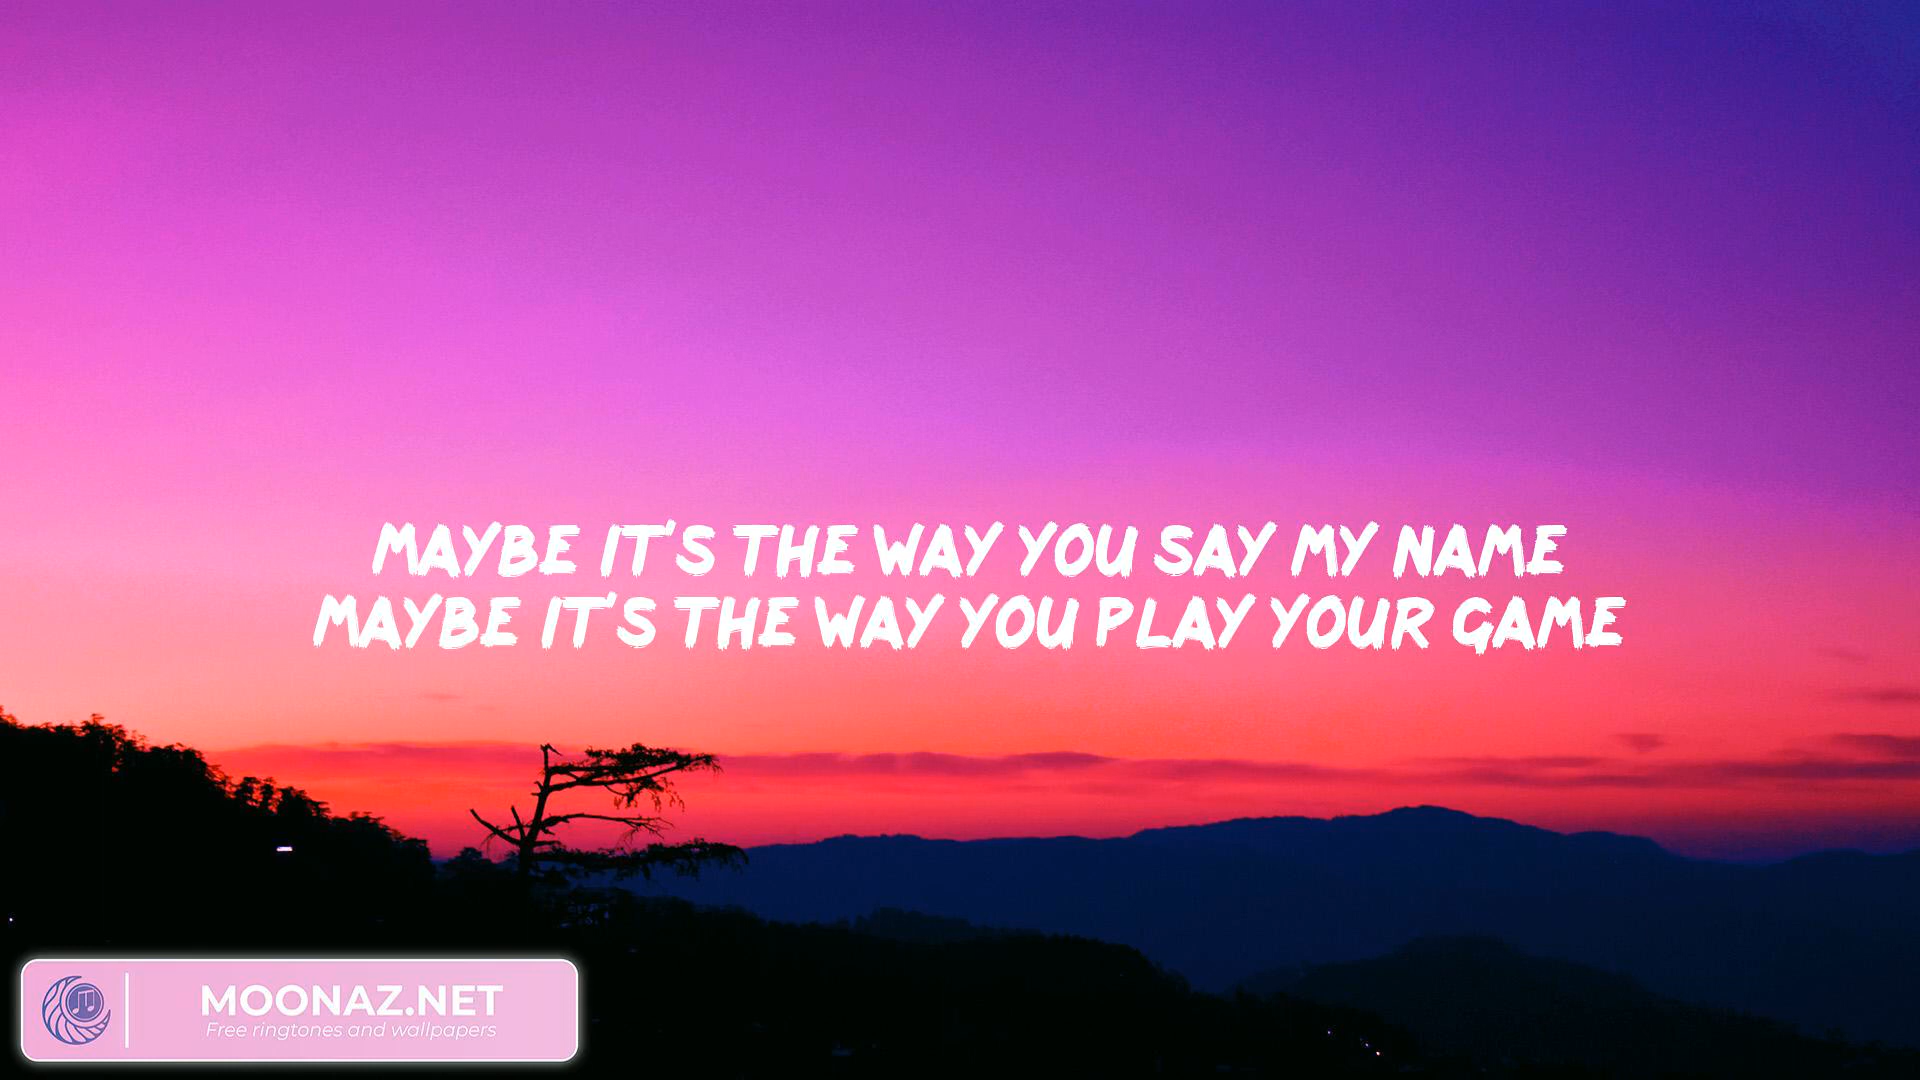 MAYBE IT'S THE WAY YOU SAY MY NAME
MAYBE IT'S THE WAY YOU PLAY YOUR GAME
MOONAZ.NET
Free ringtones and wallpapers